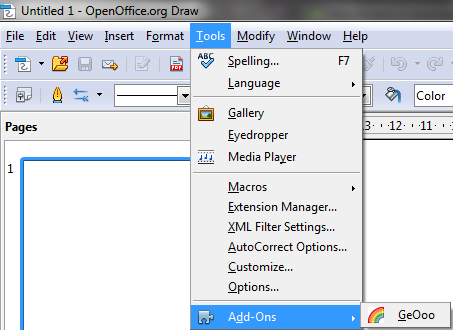 Untitled 1 - OpenOffice.org Draw
File Edit View Insert Format Tools Modify Window Help
Spelling... F7
Language
Color
Gallery
Eyedropper
Media Player
Pages
3 12 11
1
Macros
Extension Manager...
XML Filter Settings...
AutoCorrect Options...
Customize...
Options...
Add-Ons
GeOoo